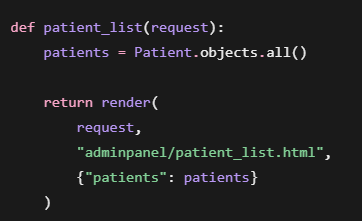 def patient_list(request):
    patients = Patient.objects.all()

    return render(
        request,
        "adminpanel/patient_list.html",
        {"patients": patients}
    )